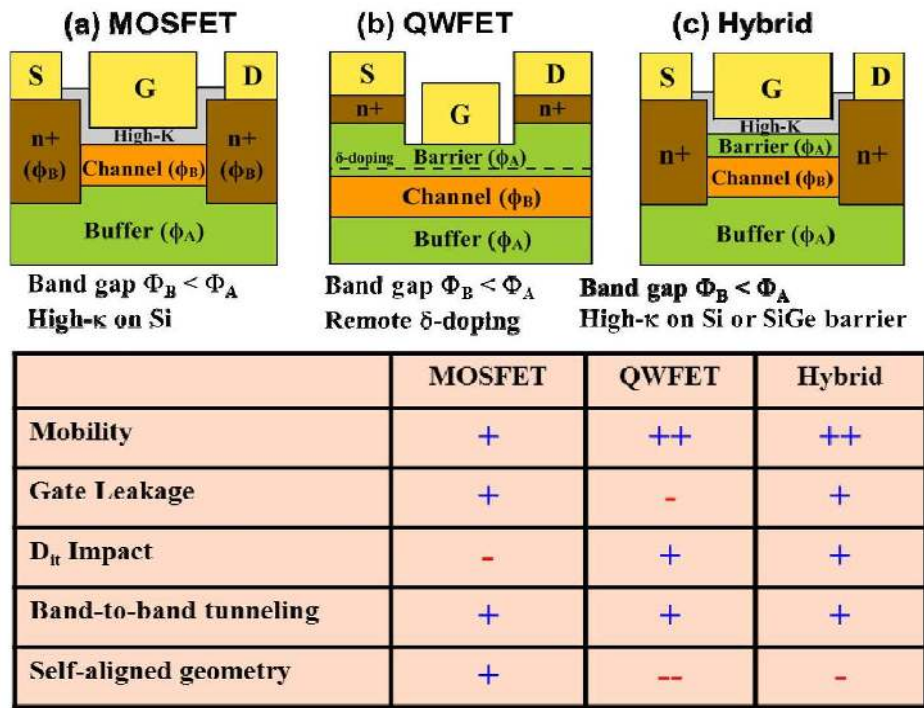 (a) MOSFET
(b) QWFET
(c) Hybrid
S G D
High-K
n+ (ϕB)
Channel (ϕB)
n+ (ϕB)
Buffer (ϕA)
S G D
n+ n+
δ-doping Barrier (ϕA)
Channel (ϕB)
Buffer (ϕA)
S G D
High-K
n+ Barrier (ϕA) n+
Channel (ϕB)
Buffer (ϕA)
Band gap ΦB < ΦA
High-κ on Si
Band gap ΦB < ΦA
Remote δ-doping
Band gap ΦB < ΦA
High-κ on Si or SiGe barrier
MOSFET QWFET Hybrid
Mobility + ++ ++
Gate Leakage + - +
Dit Impact - + +
Band-to-band tunneling + + +
Self-aligned geometry + -- -